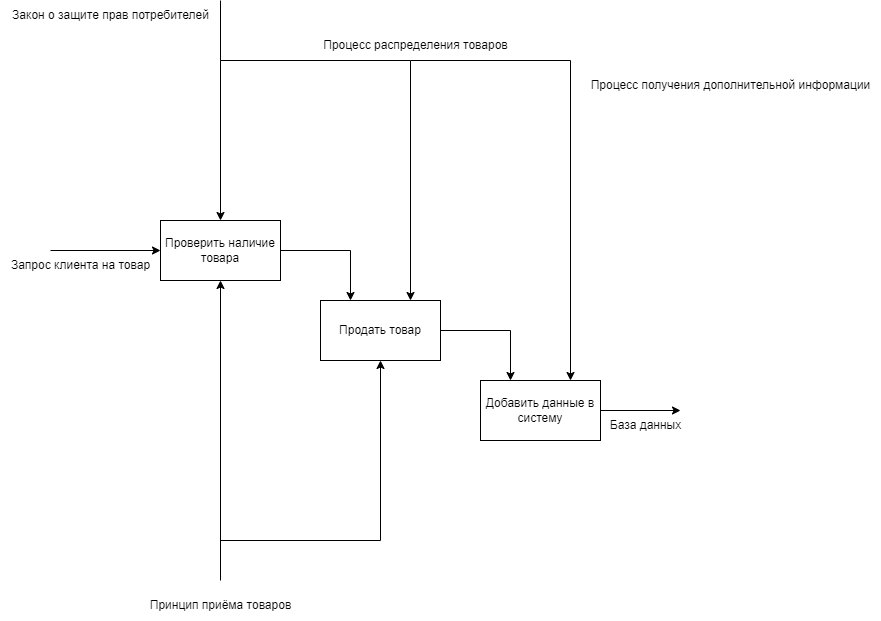 Закон о защите прав потребителей
Процесс распределения товаров
Процесс получения дополнительной информации
Проверить наличие
товара
Запрос клиента на товар
Продать товар
Добавить данные в
систему
База данных
Принцип приёма товаров